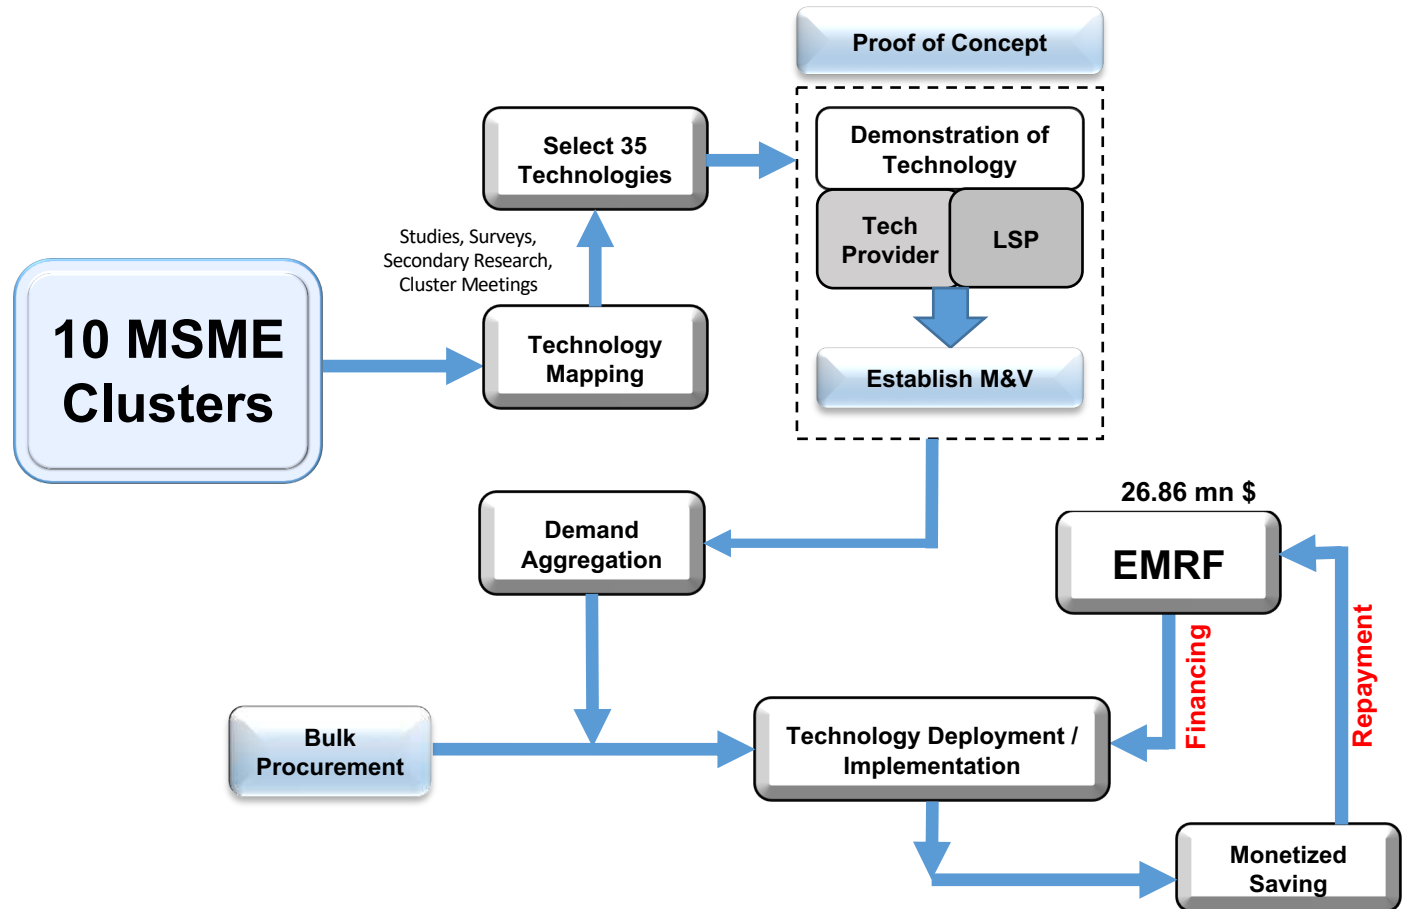 Proof of Concept
Select 35
Technologies
Demonstration of
Technology
Tech
Provider
LSP
Studies, Surveys,
Secondary Research,
Cluster Meetings
10 MSME
Clusters
Technology
Mapping
Establish M&V
Demand
Aggregation
26.86 mn $
EMRF
Financing
Repayment
Bulk
Procurement
Technology Deployment /
Implementation
Monetized
Saving